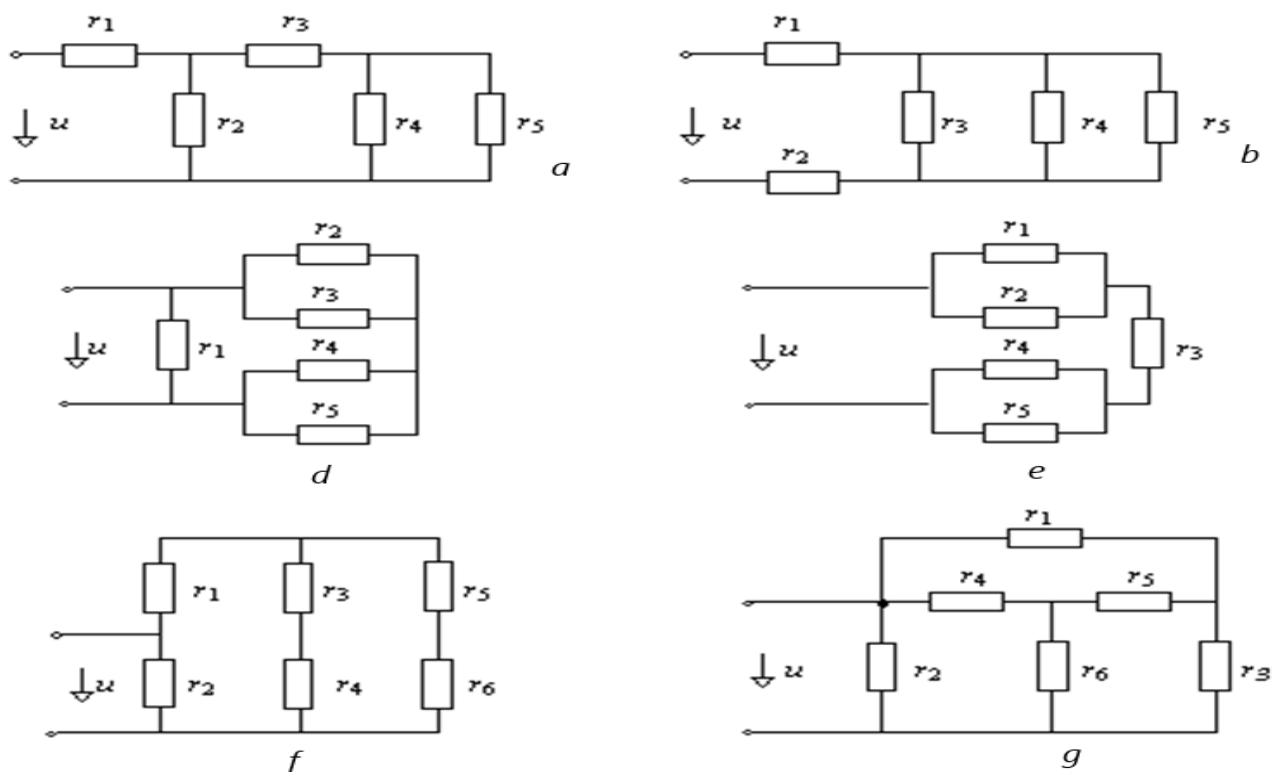 r1 r3
u r2 r4 r5
a
r1
u r3 r4 r5
r2
b
r2
r3
u r1 r4
r5
d
r1
r2
u r4 r3
r5
e
r1 r3 r5
u r2 r4 r6
f
r1
r4 r5
u r2 r6 r3
g